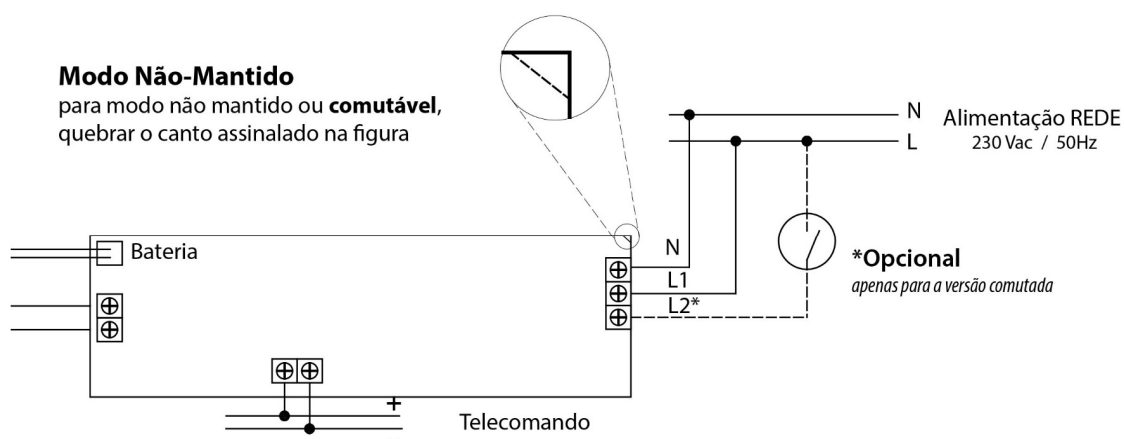 Modo Não-Mantido
para modo não mantido ou comutável,
quebrar o canto assinalado na figura
N
L
Alimentação REDE
230 Vac / 50Hz
Bateria
N
L1
L2*
*Opcional
apenas para a versão comutada
+
Telecomando